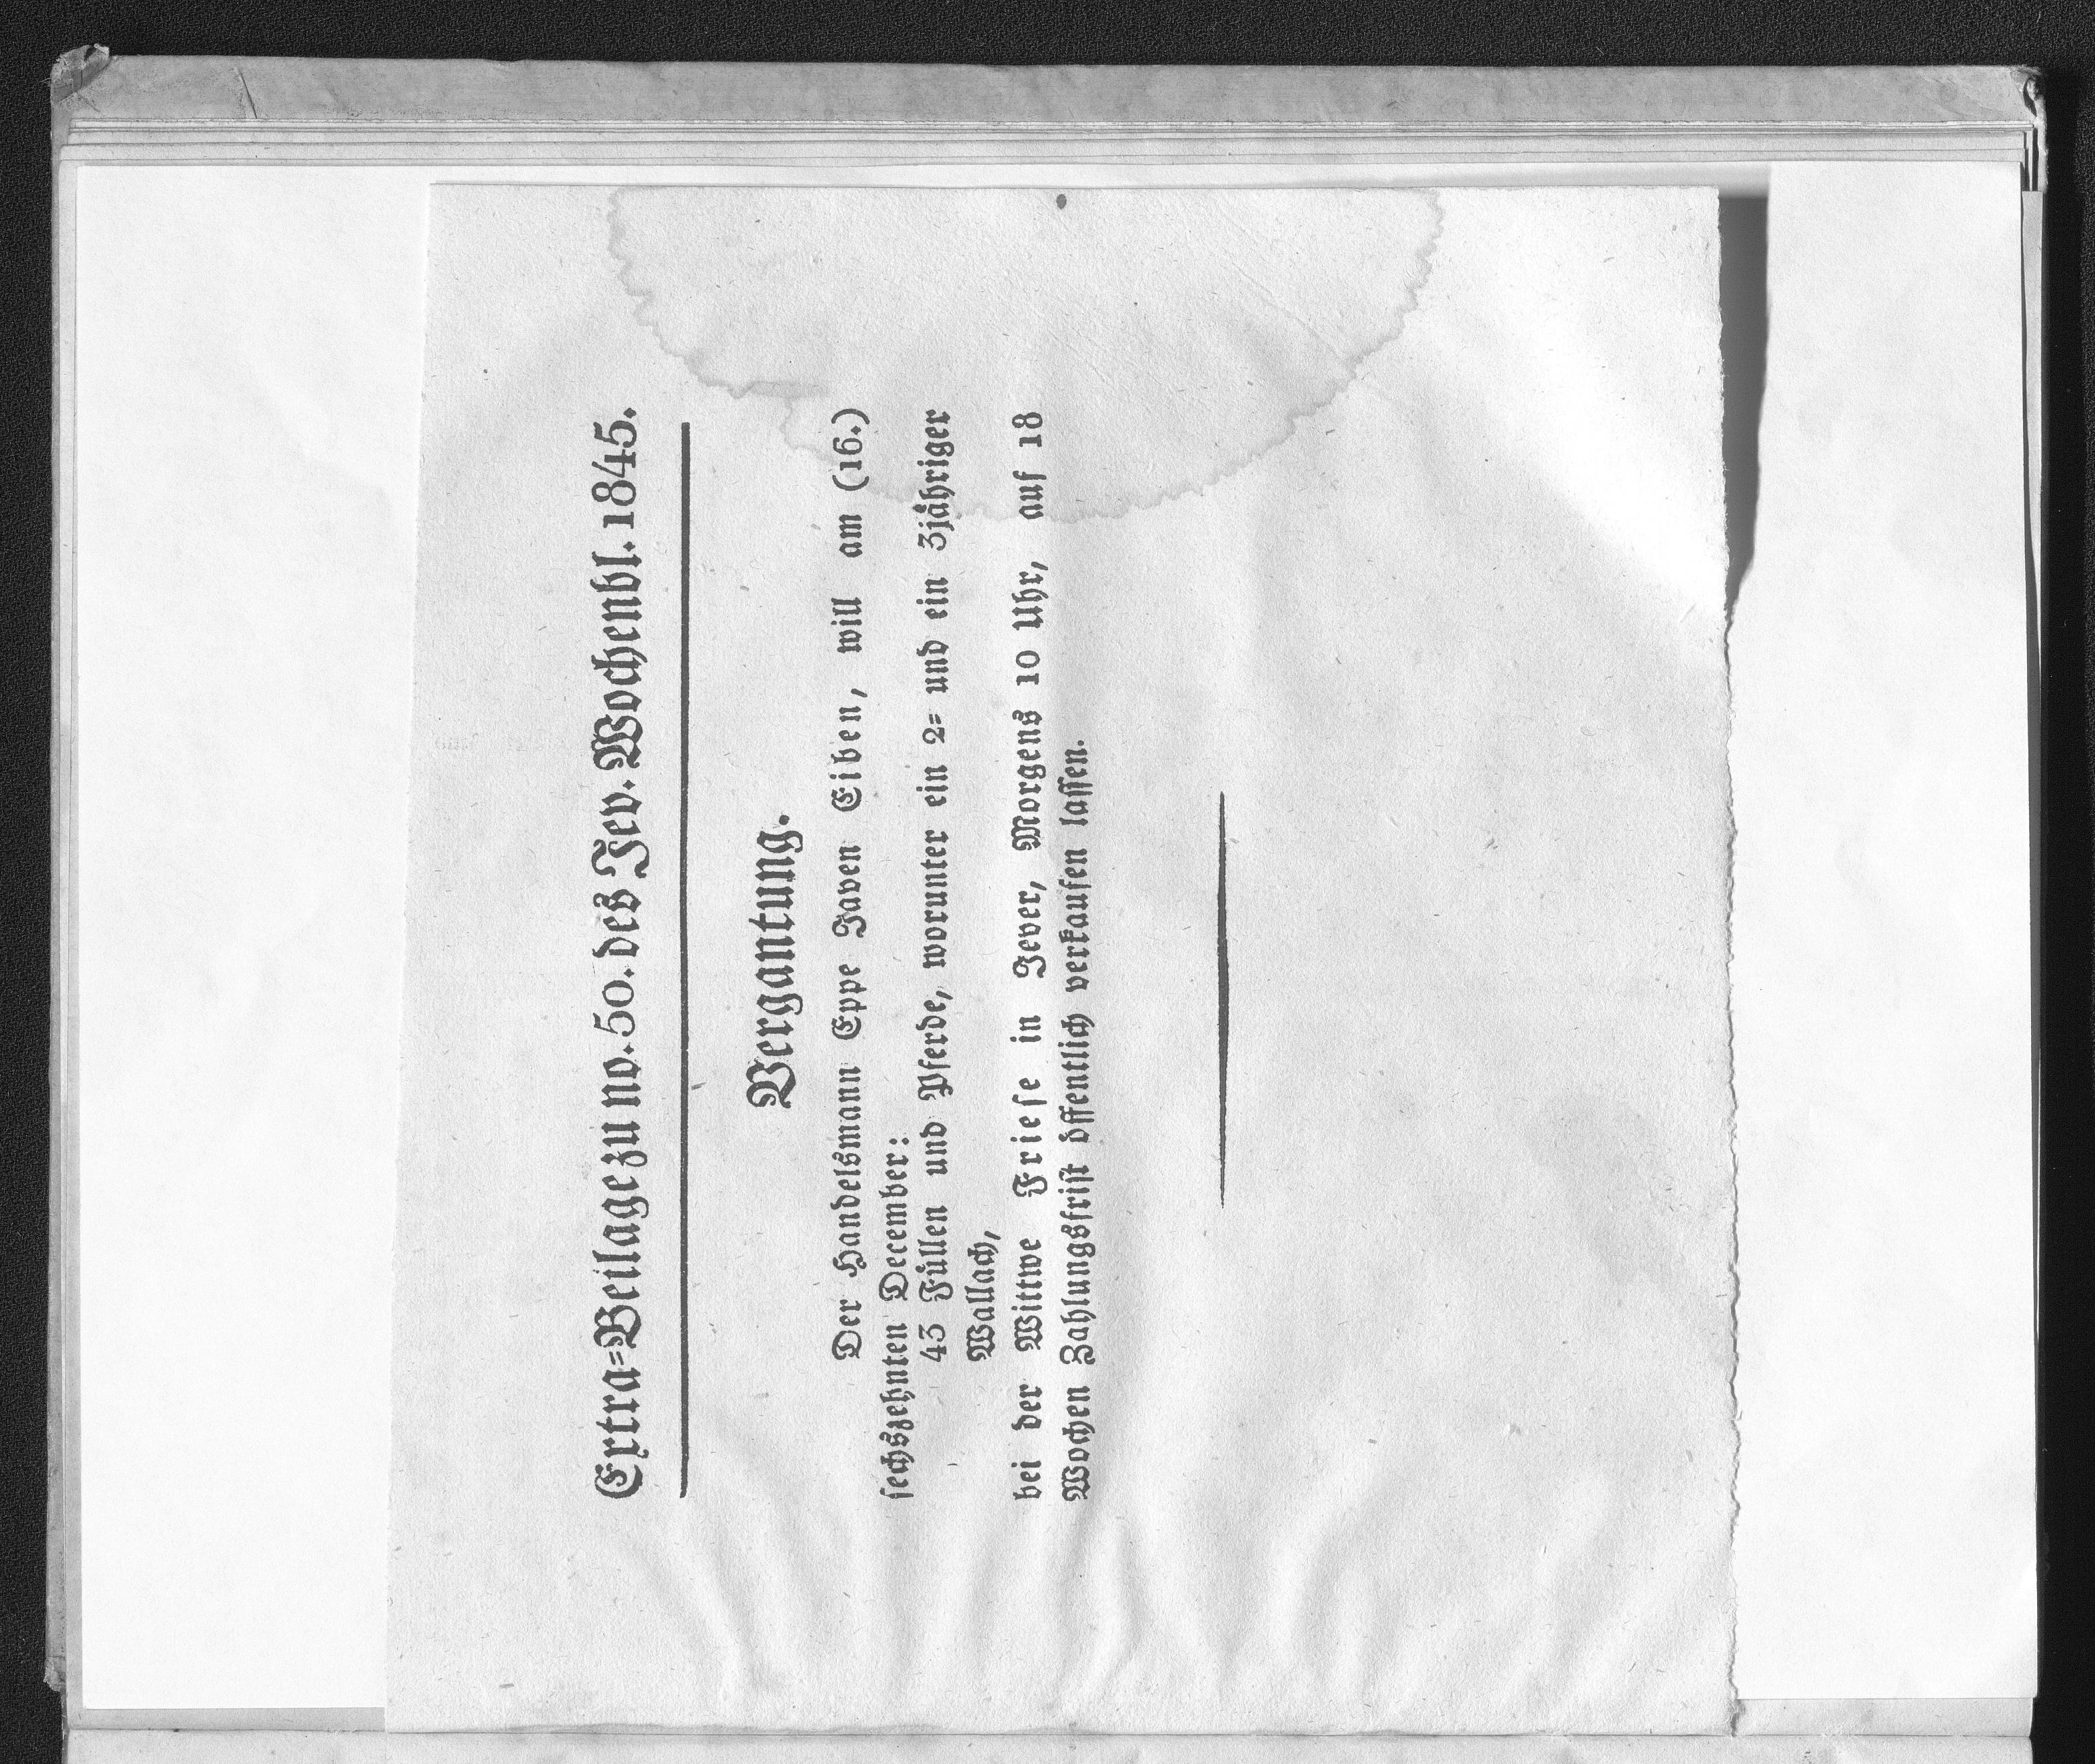 Extra=Beilage zu no. 50. des Jev. Wochenbl. 1845.
Vergantung.
Der Handelsmann Eppe Javen Eiben, will am (16.)
sechszehnten December:
43 Füllen und Pferde, worunter ein 2= und ein 3jähriger
Wallach,
bei der Wittwe Friese in Jever, Morgens 10 Uhr, auf 18
Wochen Zahlungsfrist öffentlich verkaufen lassen.